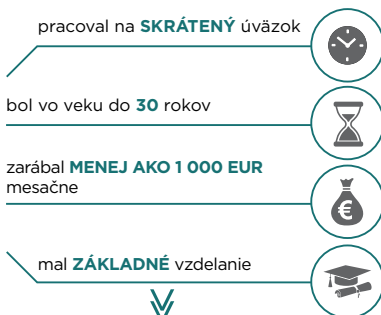 pracoval na SKRÁTENÝ úväzok
bol vo veku do 30 rokov
zarábal MENEJ AKO 1 000 EUR
mesačne
mal ZÁKLADNÉ vzdelanie